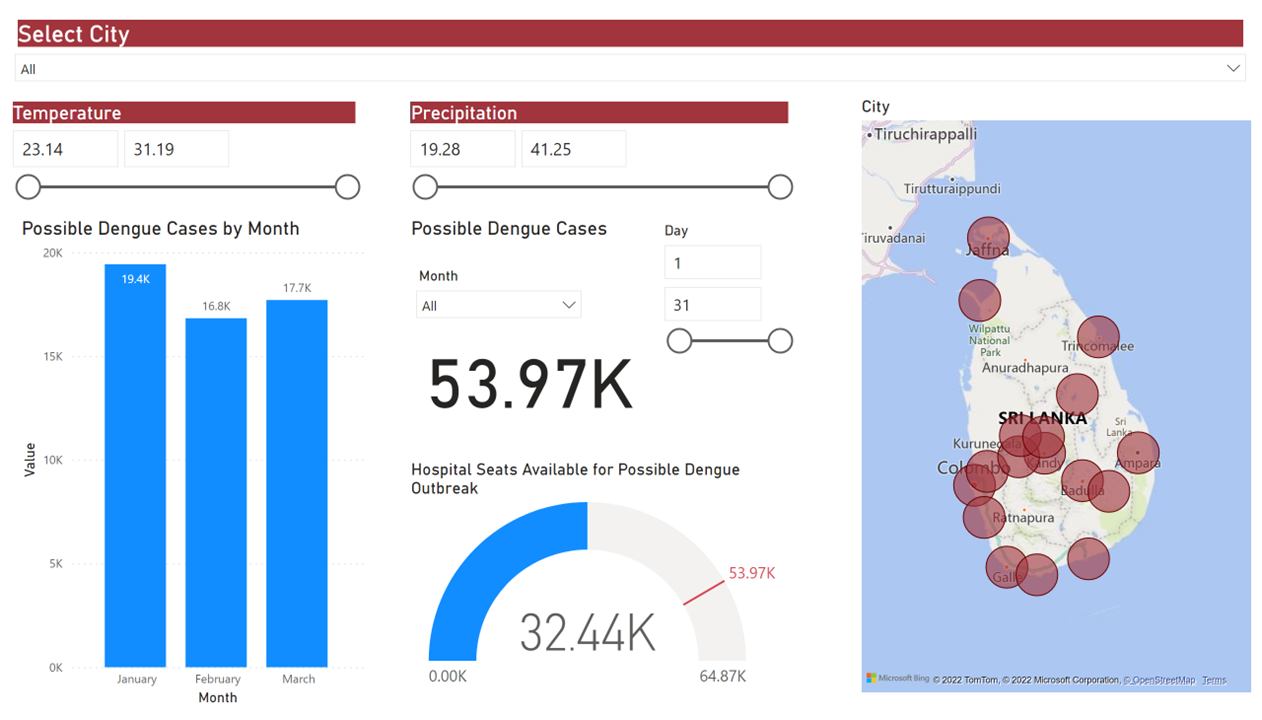 Select City
All
Temperature
23.14
31.19
Precipitation
19.28
41.25
Possible Dengue Cases by Month
20K
15K
10K
5K
0K
Value
19.4K
16.8K
17.7K
January
February
March
Month
Possible Dengue Cases
Month
All
Day
1
31
53.97K
Hospital Seats Available for Possible Dengue
Outbreak
53.97K
32.44K
0.00K
64.87K
City
Tiruchirappalli
Tirutturaippundi
Tiruvadanai
Jaffna
Wilpattu
National
Park
Trincomalee
Anuradhapura
SRI LANKA
Sri
Lanka
Kurunegala
Colombo
Kandy
Ampara
Badulla
Ratnapura
Galle
Microsoft Bing
© 2022 TomTom, © 2022 Microsoft Corporation, © OpenStreetMap Terms